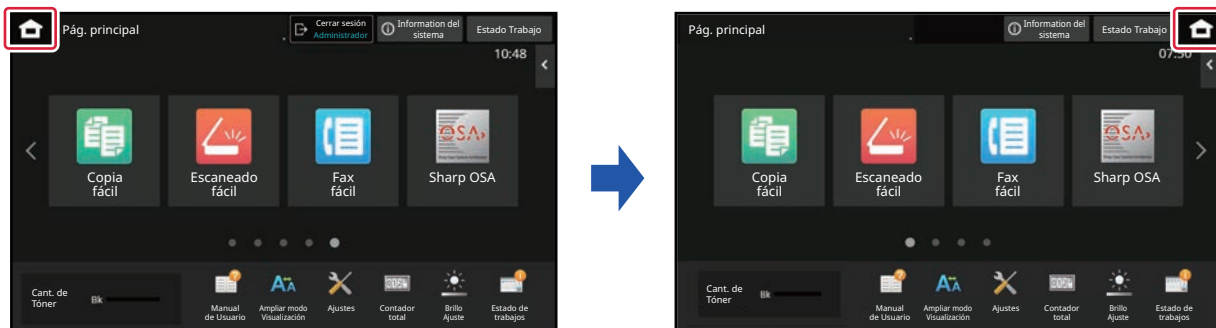 Pág. principal
Cerrar sesión
Administrador
Information del
sistema
Estado Trabajo
10:48
Copia
fácil
Escaneado
fácil
Fax
fácil
OSA
Sharp OSA
Cant. de
Tóner
Bk
Manual
de Usuario
Ampliar modo
Visualización
Ajustes
Contador
total
Brillo
Ajuste
Estado de
trabajos
Pág. principal
Information del
sistema
Estado Trabajo
07:50
Copia
fácil
Escaneado
fácil
Fax
fácil
OSA
Sharp OSA
Cant. de
Tóner
Bk
Manual
de Usuario
Ampliar modo
Visualización
Ajustes
Contador
total
Brillo
Ajuste
Estado de
trabajos